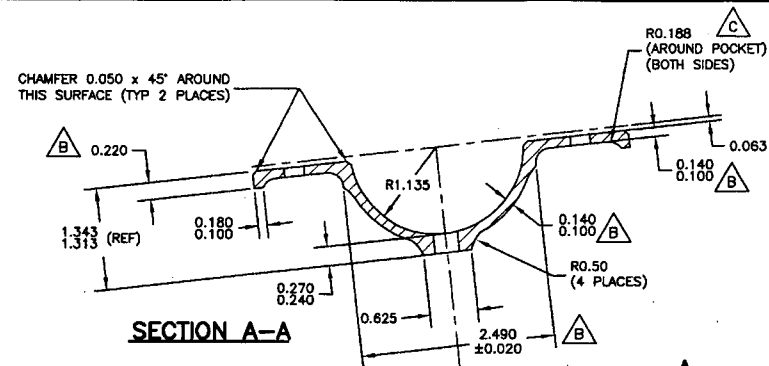 C
R0.188
(AROUND POCKET)
(BOTH SIDES)
CHAMFER 0.050 x 45° AROUND
THIS SURFACE (TYP 2 PLACES)
B
0.220
0.063
R1.135
0.140
0.100
B
0.180
0.100
0.140
0.100
B
1.343
1.313 (REF)
R0.50
(4 PLACES)
0.270
0.240
0.625
2.490
±0.020
B
SECTION A-A